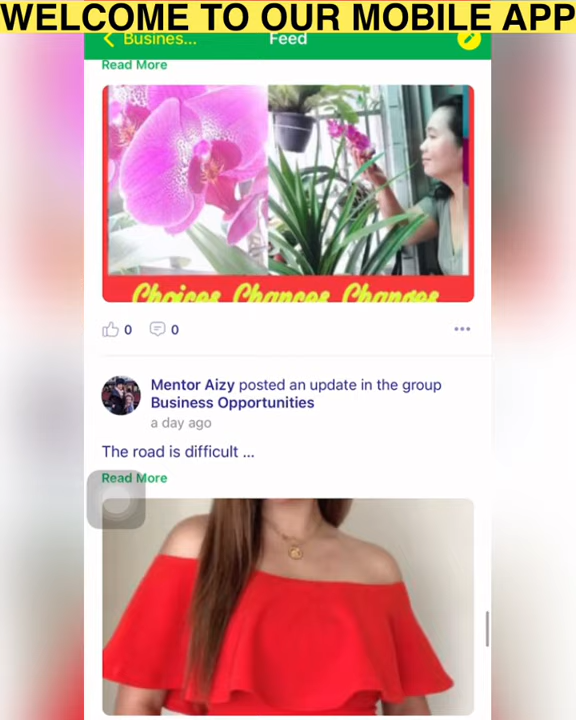 WELCOME TO OUR MOBILE APP
Busines... Feed
Read More
Choices Chances Changes
0 0
Mentor Aizy posted an update in the group
Business Opportunities
a day ago
The road is difficult ...
Read More